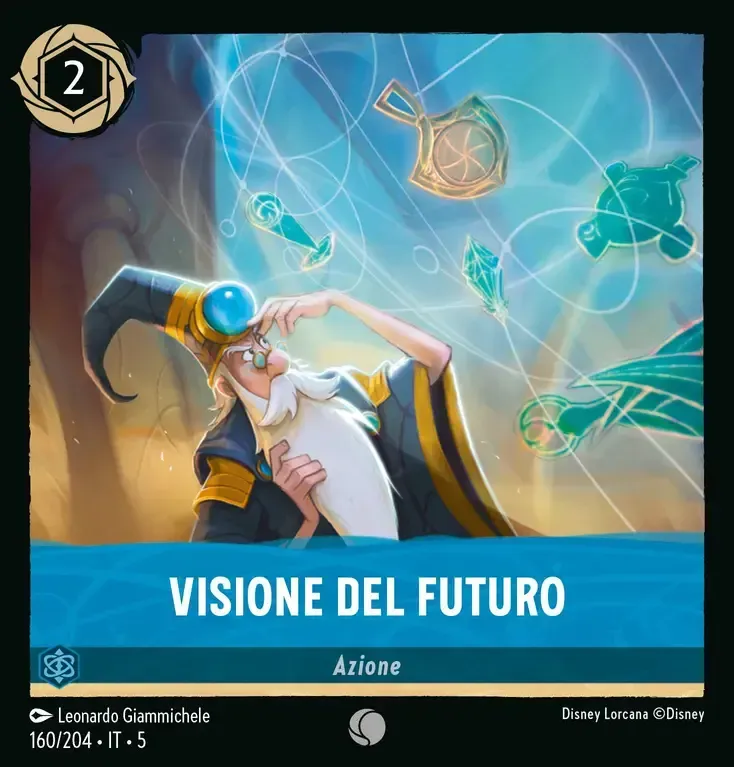 2
VISIONE DEL FUTURO
Azione
Leonardo Giammichele
Disney Lorcana ©Disney
160/204 • IT • 5